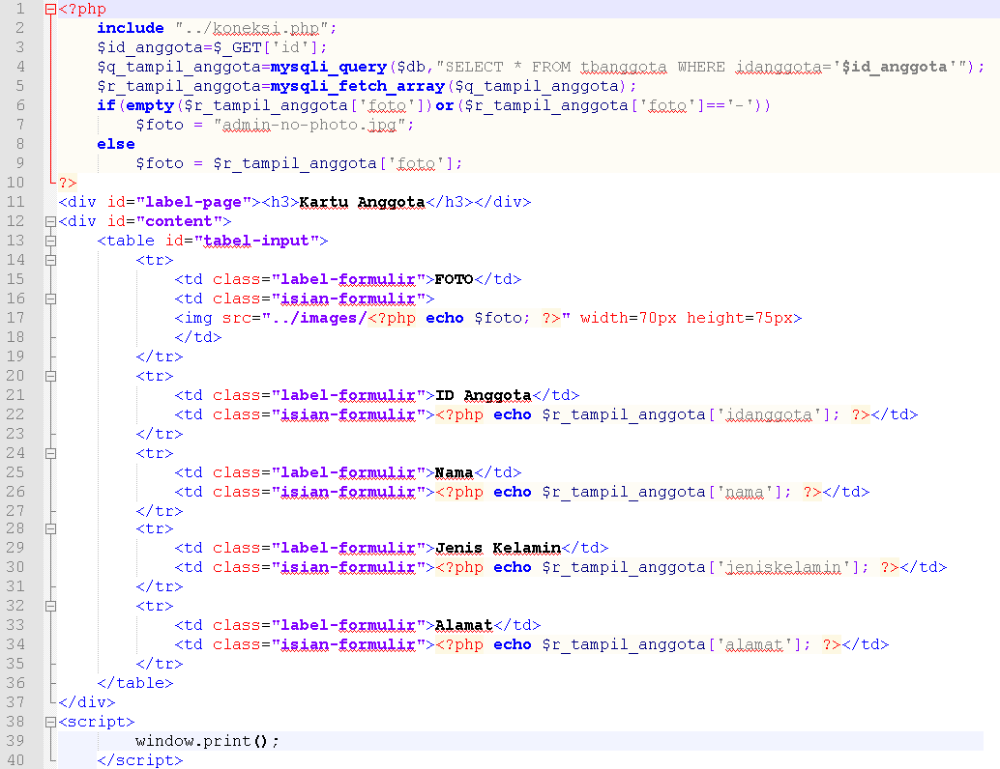 1 <?php
2 include "../koneksi.php";
3 $id_anggota=$_GET['id'];
4 $q_tampil_anggota=mysqli_query($db,"SELECT * FROM tbanggota WHERE idanggota='$id_anggota'");
5 $r_tampil_anggota=mysqli_fetch_array($q_tampil_anggota);
6 if(empty($r_tampil_anggota['foto'])or($r_tampil_anggota['foto']=='-'))
7 $foto = "admin-no-photo.jpg";
8 else
9 $foto = $r_tampil_anggota['foto'];
10 ?>
11 <div id="label-page"><h3>Kartu Anggota</h3></div>
12 <div id="content">
13 <table id="tabel-input">
14 <tr>
15 <td class="label-formulir">FOTO</td>
16 <td class="isian-formulir">
17 <img src="../images/<?php echo $foto; ?>" width=70px height=75px>
18 </td>
19 </tr>
20 <tr>
21 <td class="label-formulir">ID Anggota</td>
22 <td class="isian-formulir"><?php echo $r_tampil_anggota['idanggota']; ?></td>
23 </tr>
24 <tr>
25 <td class="label-formulir">Nama</td>
26 <td class="isian-formulir"><?php echo $r_tampil_anggota['nama']; ?></td>
27 </tr>
28 <tr>
29 <td class="label-formulir">Jenis Kelamin</td>
30 <td class="isian-formulir"><?php echo $r_tampil_anggota['jeniskelamin']; ?></td>
31 </tr>
32 <tr>
33 <td class="label-formulir">Alamat</td>
34 <td class="isian-formulir"><?php echo $r_tampil_anggota['alamat']; ?></td>
35 </tr>
36 </table>
37 </div>
38 <script>
39 window.print();
40 </script>